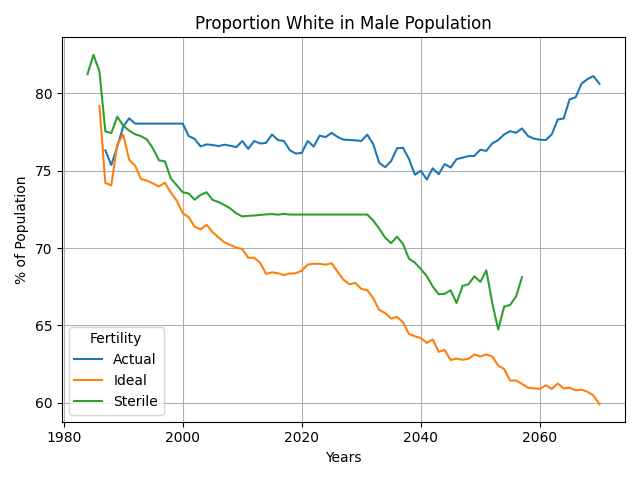 Proportion White in Male Population
% of Population
80
75
70
65
60
Fertility
Actual
Ideal
Sterile
1980 2000 2020 2040 2060
Years